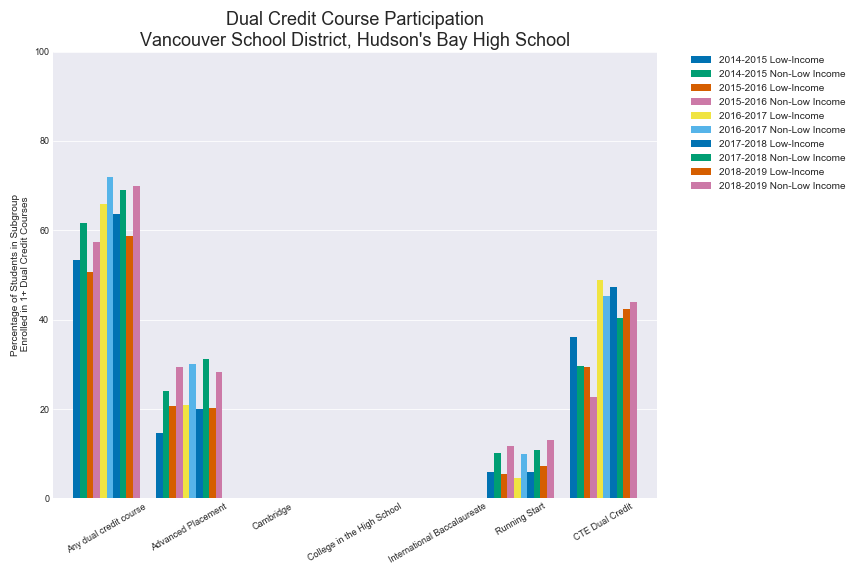 Dual Credit Course Participation
Vancouver School District, Hudson's Bay High School
Percentage of Students in Subgroup
Enrolled in 1+ Dual Credit Courses
100
80
60
40
20
0
Any dual credit course
Advanced Placement
Cambridge
College in the High School
International Baccalaureate
Running Start
CTE Dual Credit
2014-2015 Low-Income
2014-2015 Non-Low Income
2015-2016 Low-Income
2015-2016 Non-Low Income
2016-2017 Low-Income
2016-2017 Non-Low Income
2017-2018 Low-Income
2017-2018 Non-Low Income
2018-2019 Low-Income
2018-2019 Non-Low Income